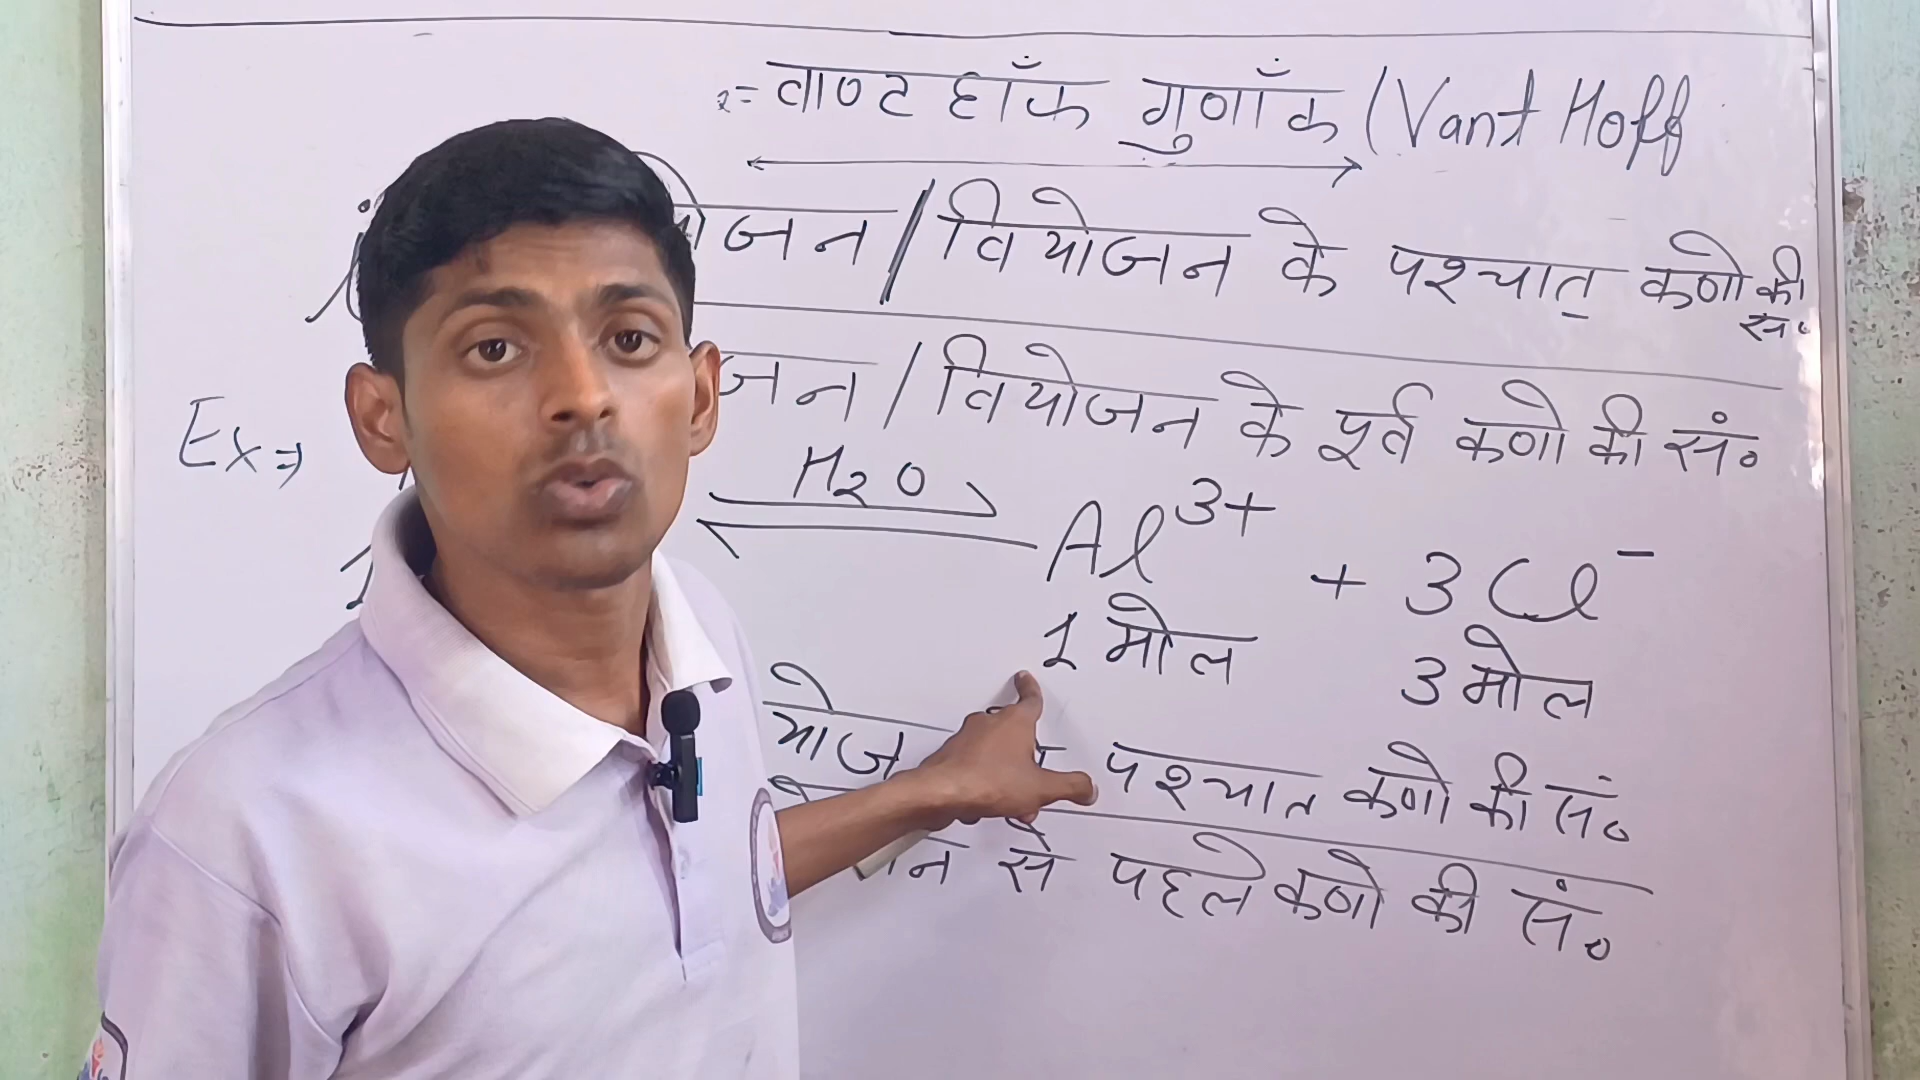 वाण्ट हॉफ गुणाँक (Vant Hoff
i
जन / वियोजन के पश्चात् कणो की सं०
जन / वियोजन के पूर्व कणो की सं०
Ex ⇒ H2O Al3+ + 3Cl-
1 1 मोल 3 मोल
योज पश्चात कणो की सं०
न से पहले कणो की सं०